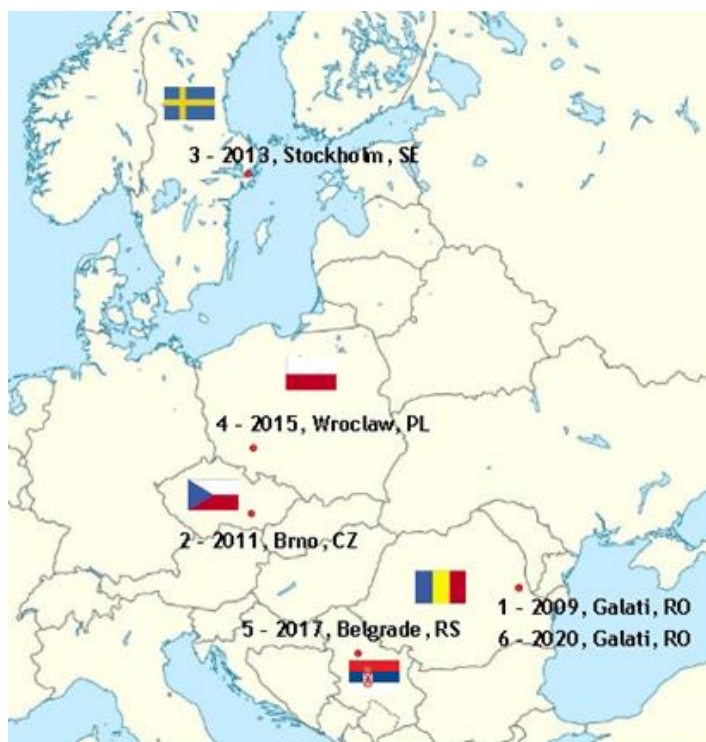 3 - 2013, Stockholm, SE
4 - 2015, Wroclaw, PL
2 - 2011, Brno, CZ
1 - 2009, Galati, RO
5 - 2017, Belgrade, RS
6 - 2020, Galati, RO